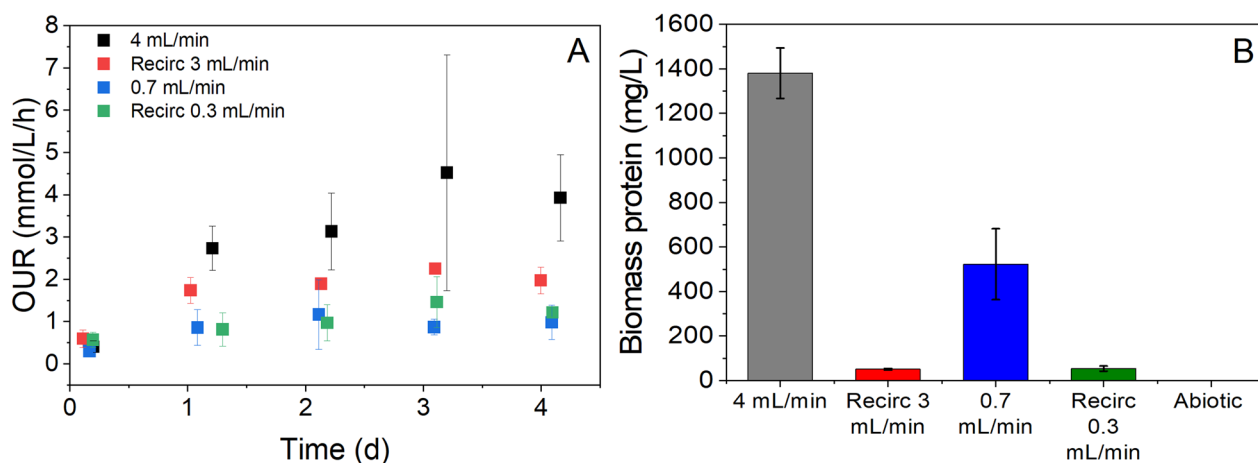 A
4 mL/min
Recirc 3 mL/min
0.7 mL/min
Recirc 0.3 mL/min
OUR (mmol/L/h)
8
7
6
5
4
3
2
1
0
0
1
2
3
4
Time (d)
B
Biomass protein (mg/L)
1600
1400
1200
1000
800
600
400
200
0
4 mL/min
Recirc 3
mL/min
0.7
mL/min
Recirc
0.3
mL/min
Abiotic